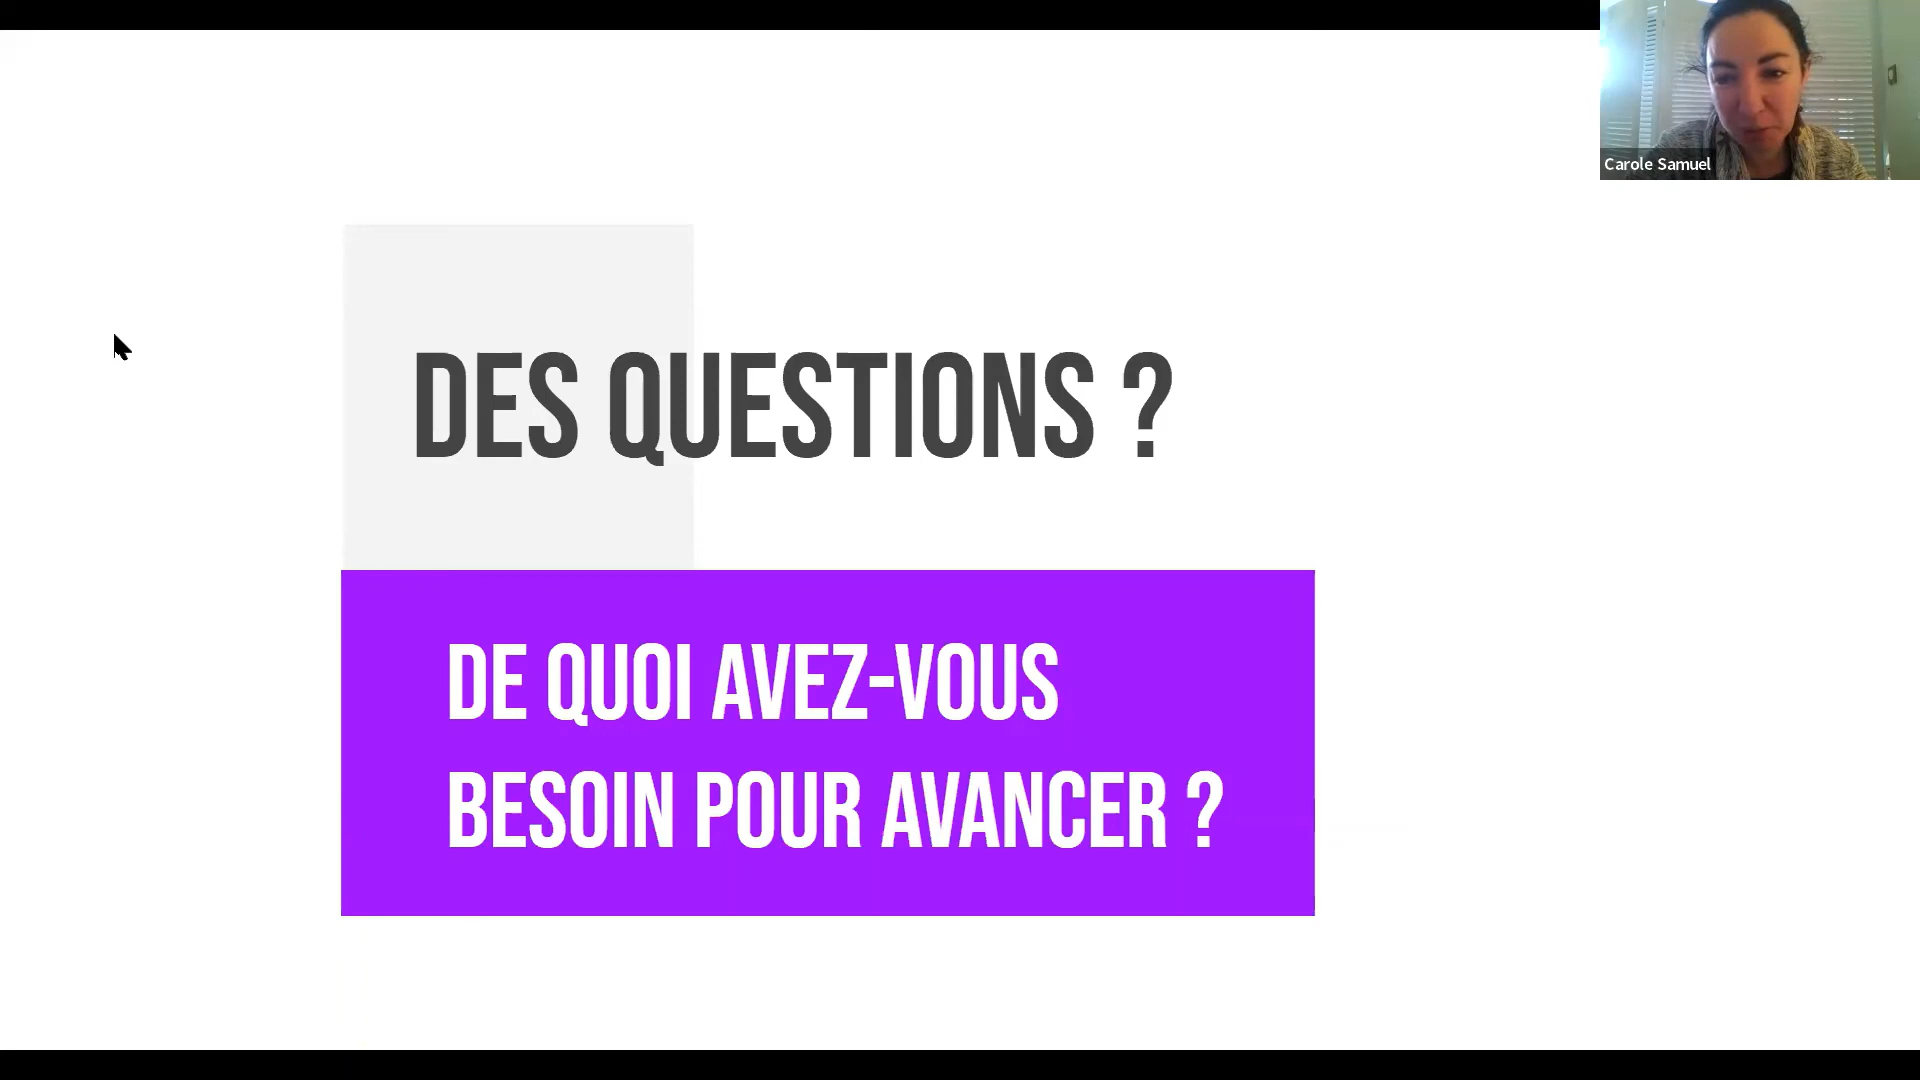 Carole Samuel
DES QUESTIONS ?
DE QUOI AVEZ-VOUS
BESOIN POUR AVANCER ?